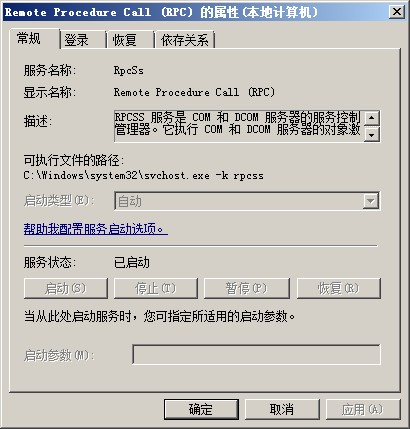 Remote Procedure Call (RPC) 的属性(本地计算机)
常规 登录 恢复 依存关系
服务名称: RpcSs
显示名称: Remote Procedure Call (RPC)
描述: RPCSS 服务是 COM 和 DCOM 服务器的服务控制
管理器。它执行 COM 和 DCOM 服务器的对象激
可执行文件的路径:
C:\Windows\system32\svchost.exe -k rpcss
启动类型(E): 自动
帮助我配置服务启动选项。
服务状态: 已启动
启动(S) 停止(T) 暂停(P) 恢复(R)
当从此处启动服务时，您可指定所适用的启动参数。
启动参数(M):
确定 取消 应用(A)